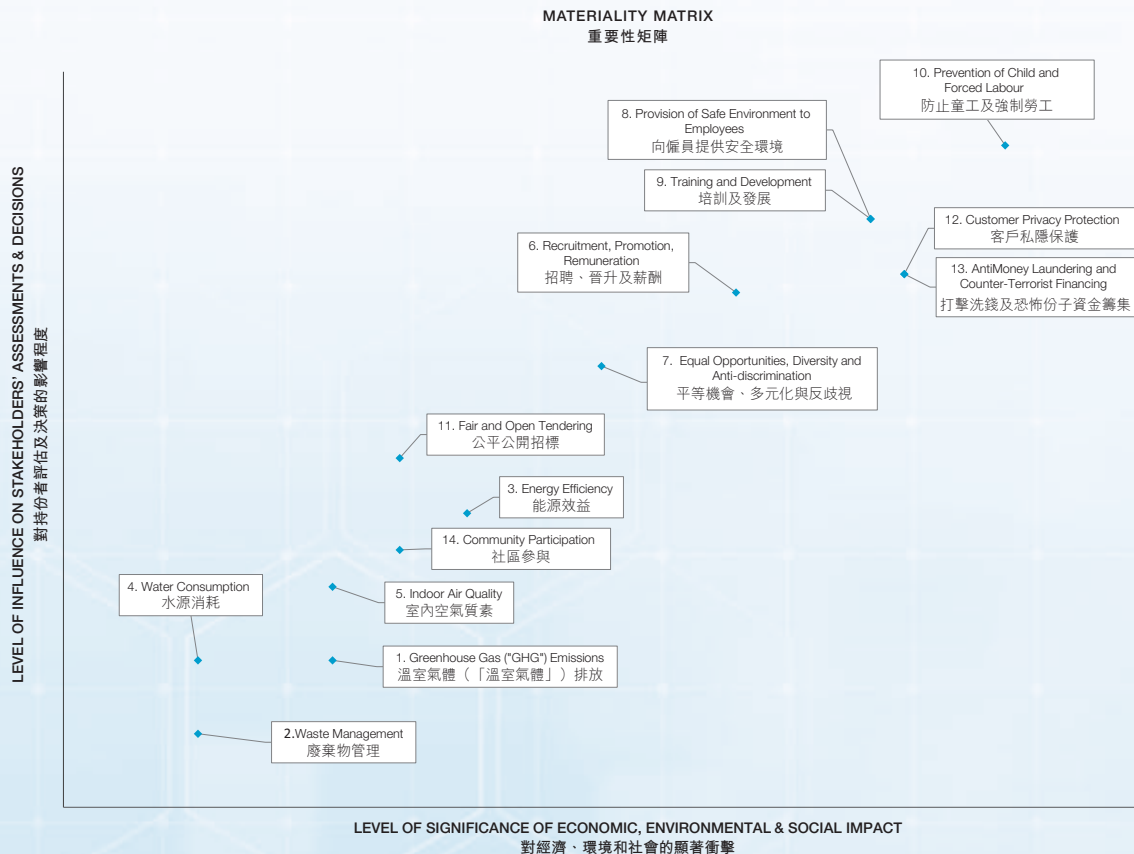 MATERIALITY MATRIX
重要性矩陣
10. Prevention of Child and
Forced Labour
防止童工及強制勞工
8. Provision of Safe Environment to
Employees
向僱員提供安全環境
9. Training and Development
培訓及發展
12. Customer Privacy Protection
客戶私隱保護
6. Recruitment, Promotion,
Remuneration
招聘、晉升及薪酬
13. AntiMoney Laundering and
Counter-Terrorist Financing
打擊洗錢及恐怖份子資金籌集
7. Equal Opportunities, Diversity and
Anti-discrimination
平等機會、多元化與反歧視
11. Fair and Open Tendering
公平公開招標
3. Energy Efficiency
能源效益
14. Community Participation
社區參與
4. Water Consumption
水源消耗
5. Indoor Air Quality
室內空氣質素
1. Greenhouse Gas ("GHG") Emissions
溫室氣體（「溫室氣體」）排放
2.Waste Management
廢棄物管理
LEVEL OF INFLUENCE ON STAKEHOLDERS' ASSESSMENTS & DECISIONS
對持份者評估及決策的影響程度
LEVEL OF SIGNIFICANCE OF ECONOMIC, ENVIRONMENTAL & SOCIAL IMPACT
對經濟、環境和社會的顯著衝擊